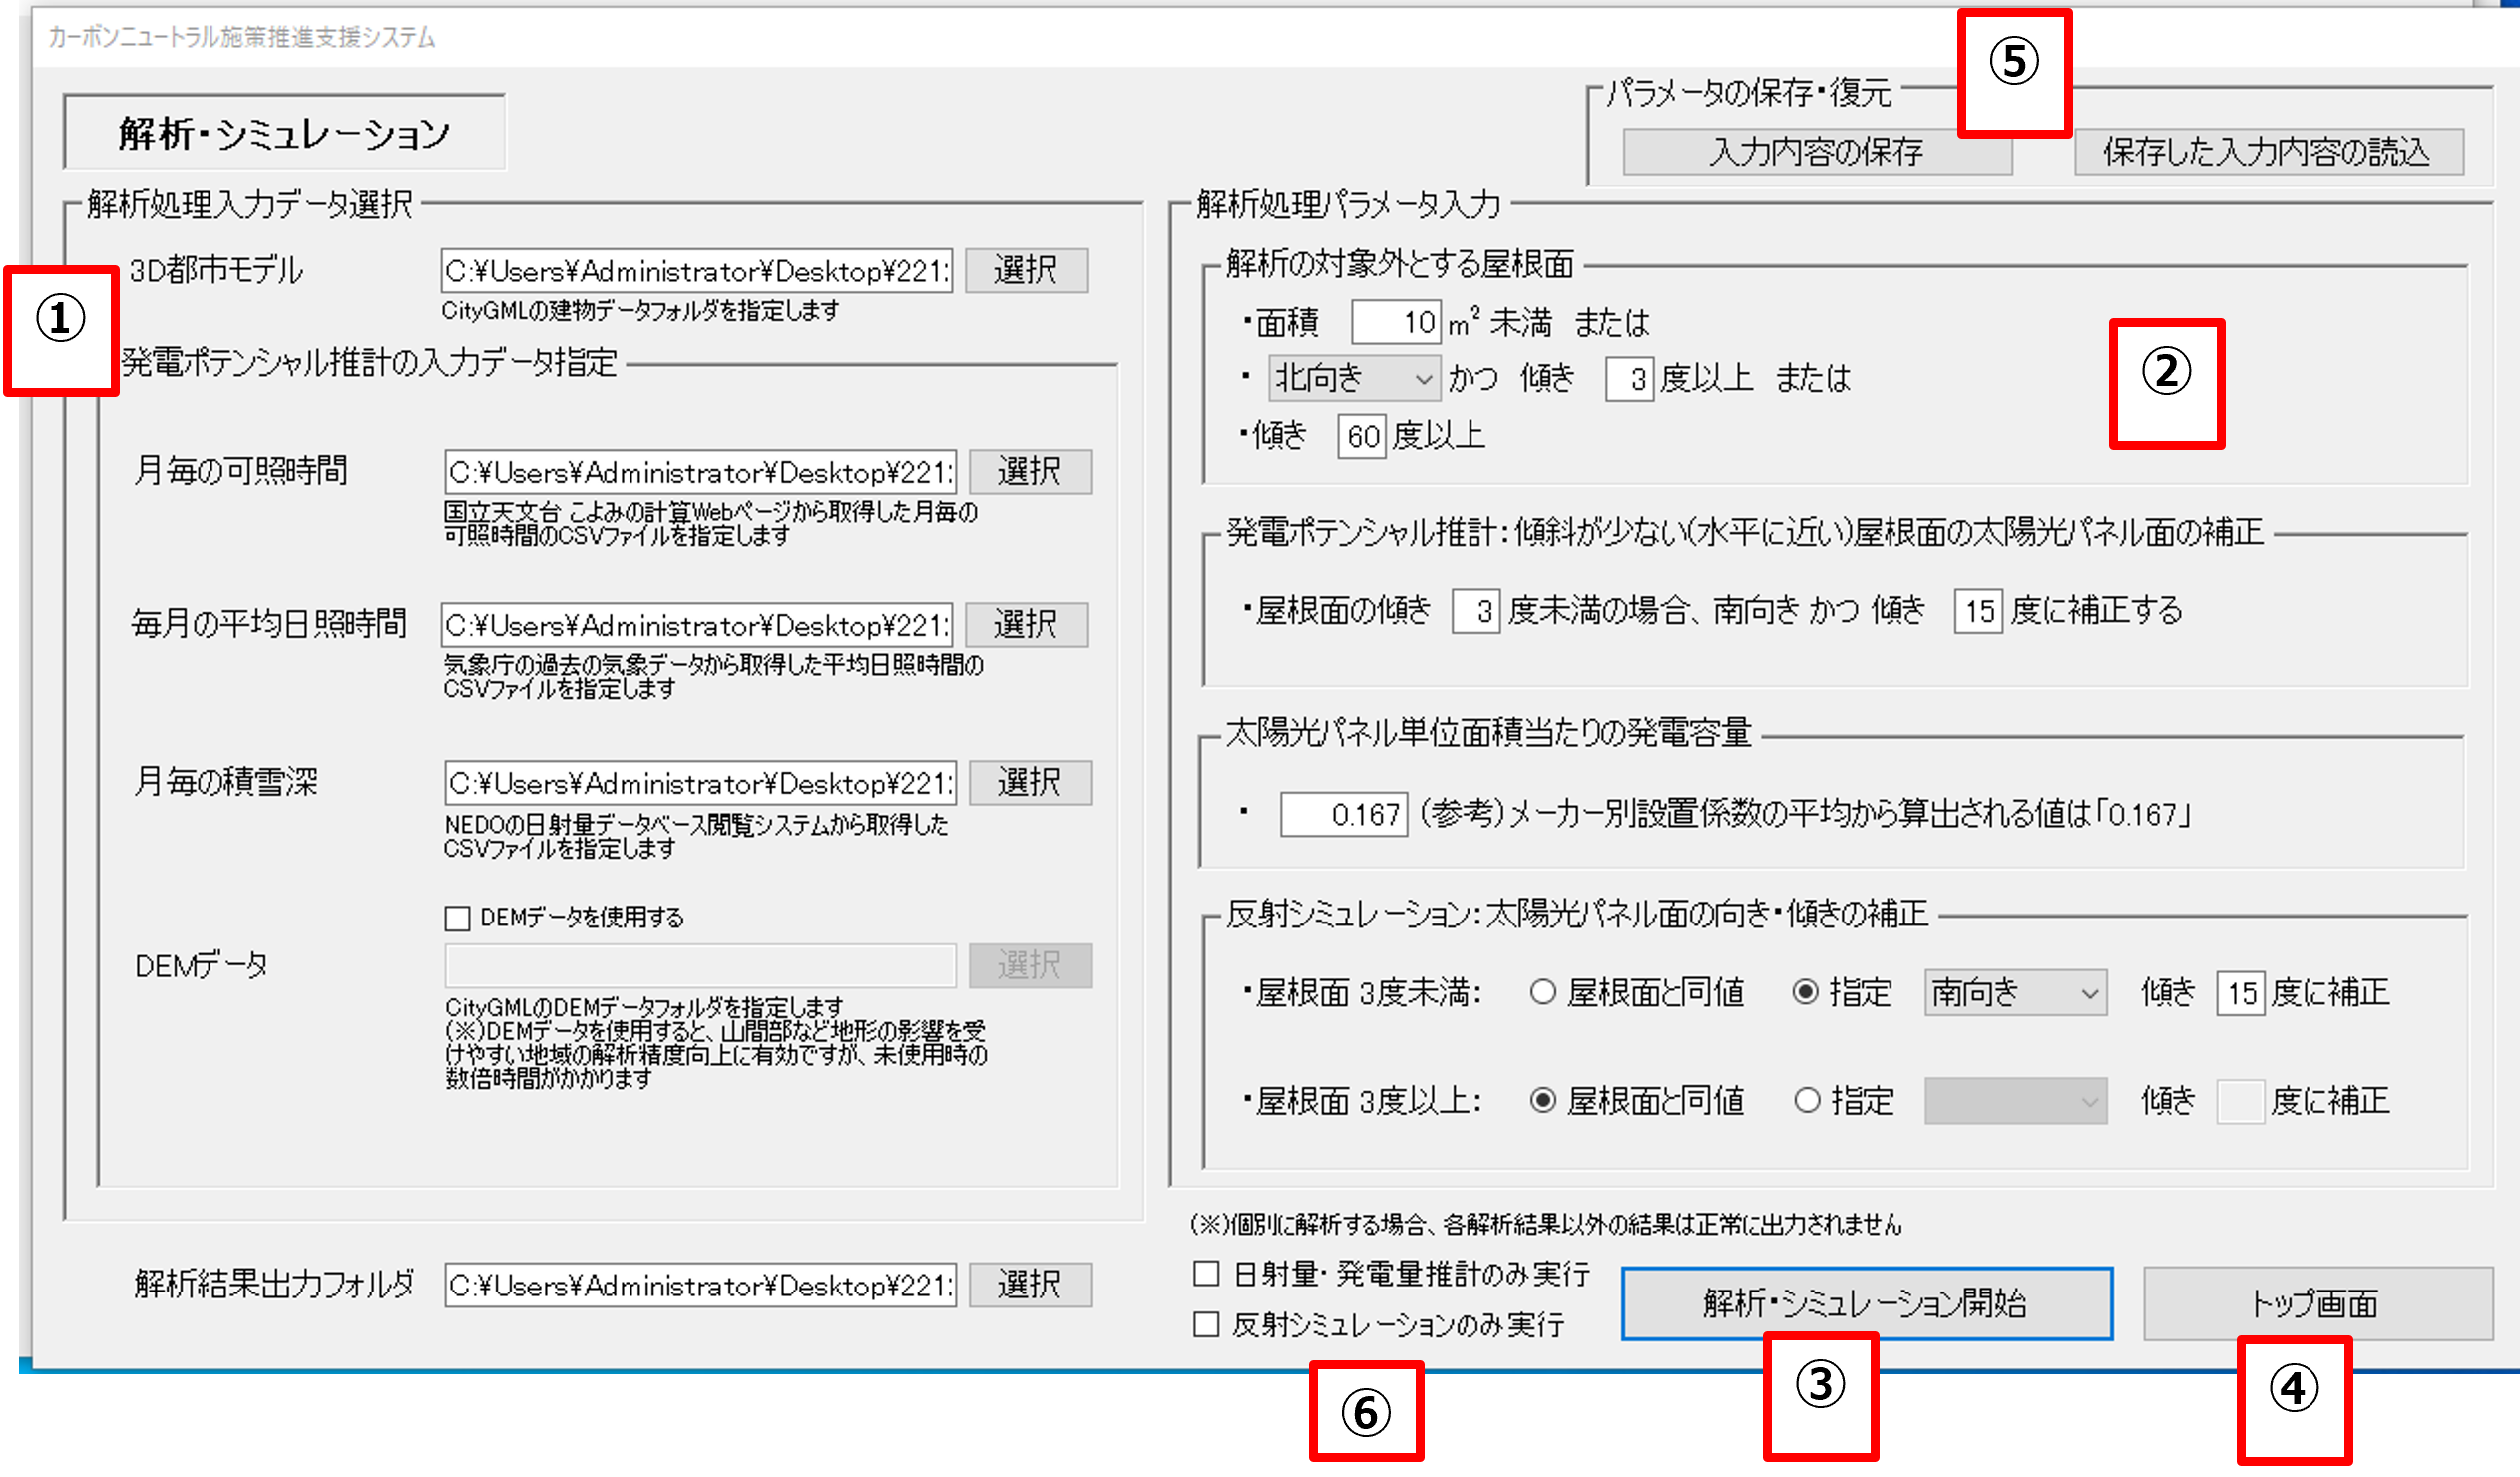 カーボンニュートラル施策推進支援システム
⑤
解析・シミュレーション
パラメータの保存・復元
入力内容の保存
保存した入力内容の読込
解析処理入力データ選択
①
3D都市モデル
C:¥Users¥Administrator¥Desktop¥221:
選択
CityGMLの建物データフォルダを指定します
発電ポテンシャル推計の入力データ指定
月毎の可照時間
C:¥Users¥Administrator¥Desktop¥221:
選択
国立天文台 こよみの計算Webページから取得した月毎の
可照時間のCSVファイルを指定します
毎月の平均日照時間
C:¥Users¥Administrator¥Desktop¥221:
選択
気象庁の過去の気象データから取得した平均日照時間の
CSVファイルを指定します
月毎の積雪深
C:¥Users¥Administrator¥Desktop¥221:
選択
NEDOの日射量データベース閲覧システムから取得した
CSVファイルを指定します
DEMデータを使用する
DEMデータ
選択
CityGMLのDEMデータフォルダを指定します
(※)DEMデータを使用すると、山間部など地形の影響を受
けやすい地域の解析精度向上に有効ですが、未使用時の
数倍時間がかかります
解析結果出力フォルダ
C:¥Users¥Administrator¥Desktop¥221:
選択
解析処理パラメータ入力
解析の対象外とする屋根面
・面積 10 m² 未満 または
・ 北向き かつ 傾き 3 度以上 または
・傾き 60 度以上
②
発電ポテンシャル推計:傾斜が少ない(水平に近い)屋根面の太陽光パネル面の補正
・屋根面の傾き 3 度未満の場合、南向き かつ 傾き 15 度に補正する
太陽光パネル単位面積当たりの発電容量
・ 0.167 (参考)メーカー別設置係数の平均から算出される値は「0.167」
反射シミュレーション:太陽光パネル面の向き・傾きの補正
・屋根面 3度未満: 屋根面と同値 指定 南向き 傾き 15 度に補正
・屋根面 3度以上: 屋根面と同値 指定 傾き 度に補正
(※)個別に解析する場合、各解析結果以外の結果は正常に出力されません
日射量・発電量推計のみ実行
反射シミュレーションのみ実行
解析・シミュレーション開始
トップ画面
⑥
③
④